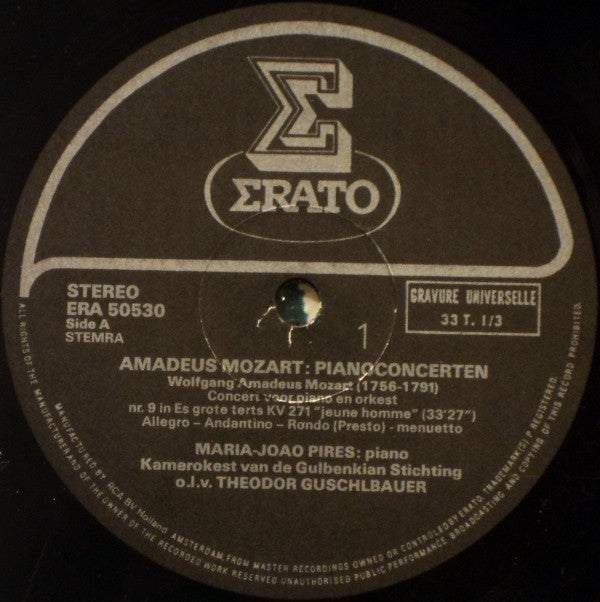 Σ
ΣRATO
STEREO
ERA 50530
Side A
STEMRA
GRAVURE UNIVERSELLE
33 T. 1/3
1
AMADEUS MOZART: PIANOCONCERTEN
Wolfgang Amadeus Mozart (1756-1791)
Concert voor piano en orkest
nr. 9 in Es grote terts KV 271 "jeune homme" (33'27")
Allegro - Andantino - Rondo (Presto) - menuetto
MARIA-JOAO PIRES: piano
Kamerokest van de Gulbenkian Stichting
o.l.v. THEODOR GUSCHLBAUER
MANUFACTURED BY RCA BV Holland, AMSTERDAM, FROM MASTER RECORDINGS OWNED OR CONTROLED BY ERATO, TRADEMARK(S) ® REGISTERED.
ALL RIGHTS OF THE MANUFACTURER AND OF THE OWNER OF THE RECORDED WORK RESERVED UNAUTHORISED PUBLIC PERFORMANCE, BROADCASTING AND COPYING OF THIS RECORD PROHIBITED.